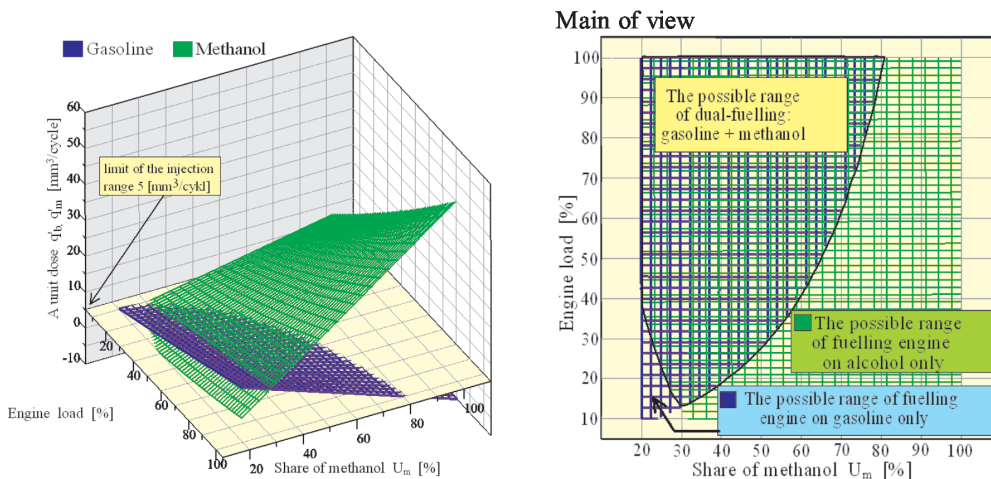 Gasoline
Methanol
A unit dose q'b, q'm [mm³/cycle]
60
50
40
30
20
10
0
-10
limit of the injection
range 5 [mm³/cykl]
20
40
60
80
100
Engine load [%]
20
40
60
80
100
Share of methanol Um [%]
Main of view
The possible range
of dual-fuelling:
gasoline + methanol
Engine load [%]
100
90
80
70
60
50
40
30
20
10
The possible range
of fuelling engine
on alcohol only
The possible range of fuelling
engine on gasoline only
20
30
40
50
60
70
80
90
100
Share of methanol Um [%]